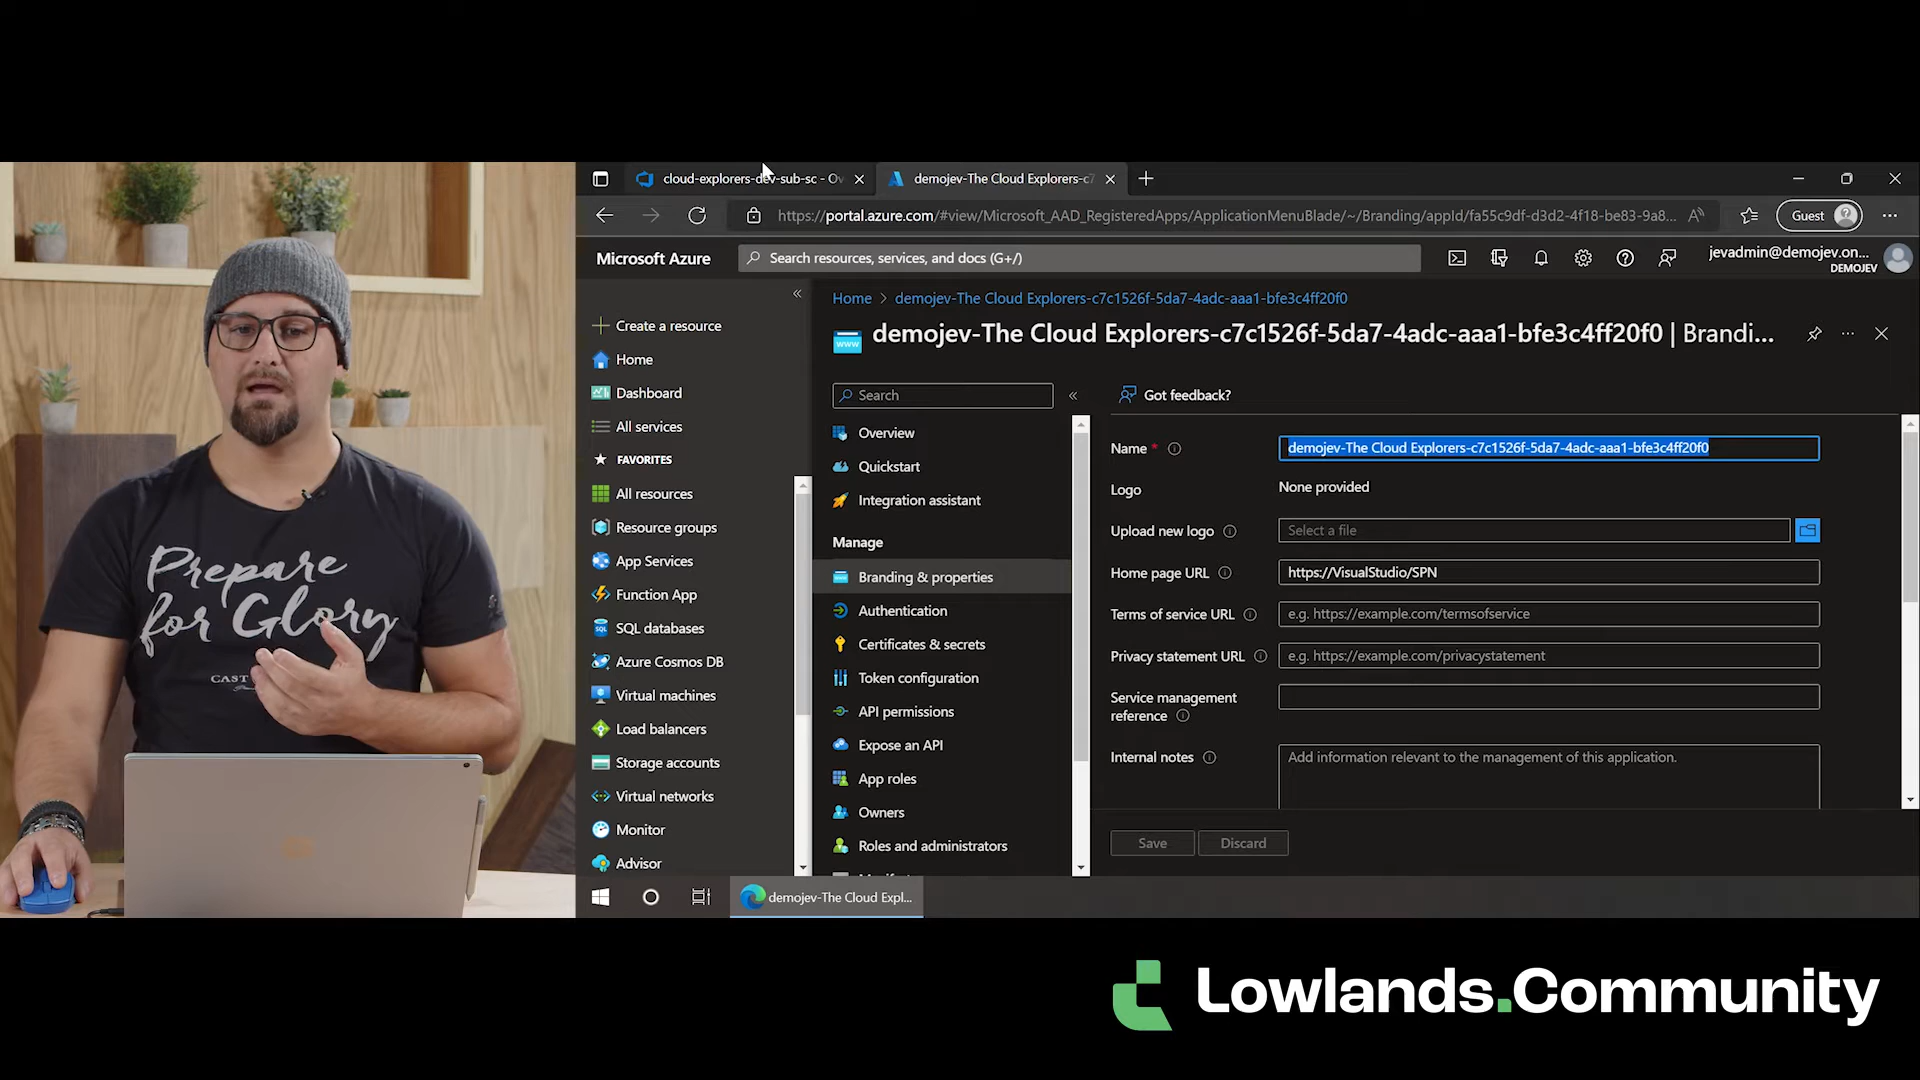 cloud-explorers-dev-sub-sc - Ov
demojev-The Cloud Explorers-c7
https://portal.azure.com/#view/Microsoft_AAD_RegisteredApps/ApplicationMenuBlade/~/Branding/appId/fa55c9df-d3d2-4f18-be83-9a8...
Guest
Microsoft Azure
Search resources, services, and docs (G+/)
jevadmin@demojev.on...
DEMOJEV
Create a resource
Home
Dashboard
All services
FAVORITES
All resources
Resource groups
App Services
Function App
SQL databases
Azure Cosmos DB
Virtual machines
Load balancers
Storage accounts
Virtual networks
Monitor
Advisor
Home > demojev-The Cloud Explorers-c7c1526f-5da7-4adc-aaa1-bfe3c4ff20f0
demojev-The Cloud Explorers-c7c1526f-5da7-4adc-aaa1-bfe3c4ff20f0 | Brandi...
Search
Overview
Quickstart
Integration assistant
Manage
Branding & properties
Authentication
Certificates & secrets
Token configuration
API permissions
Expose an API
App roles
Owners
Roles and administrators
Got feedback?
Name * demojev-The Cloud Explorers-c7c1526f-5da7-4adc-aaa1-bfe3c4ff20f0
Logo None provided
Upload new logo Select a file
Home page URL https://VisualStudio/SPN
Terms of service URL e.g. https://example.com/termsofservice
Privacy statement URL e.g. https://example.com/privacystatement
Service management
reference
Internal notes Add information relevant to the management of this application.
Save Discard
demojev-The Cloud Expl...
Prepare
for Glory
CAST
Lowlands.Community